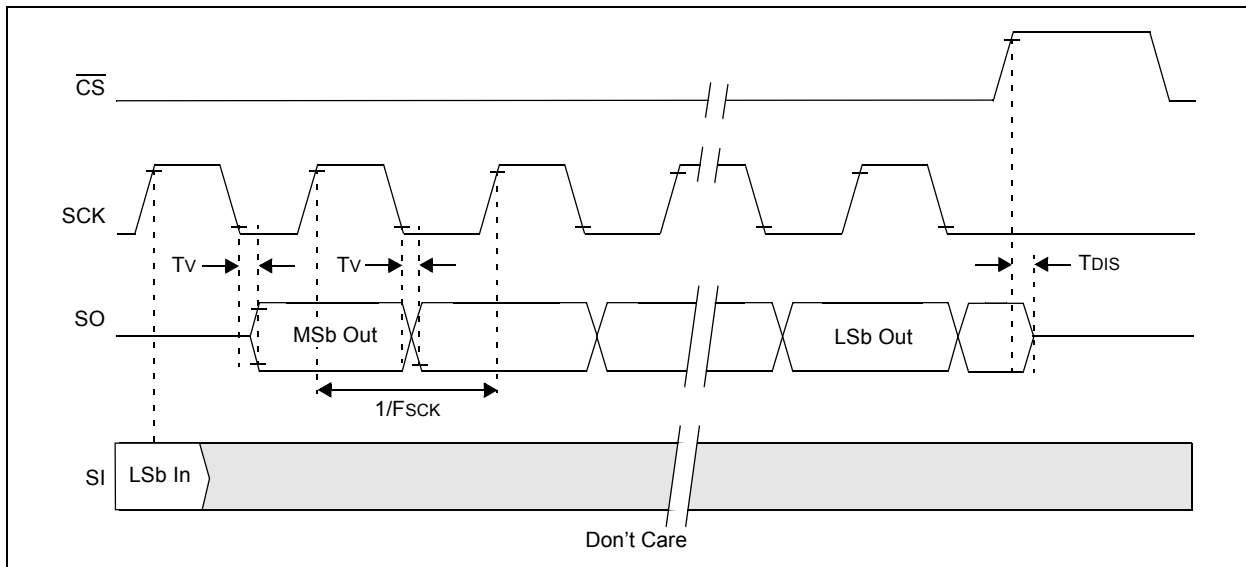 CS
SCK
TV
TV
TDIS
SO
MSb Out
LSb Out
1/FSCK
SI
LSb In
Don't Care